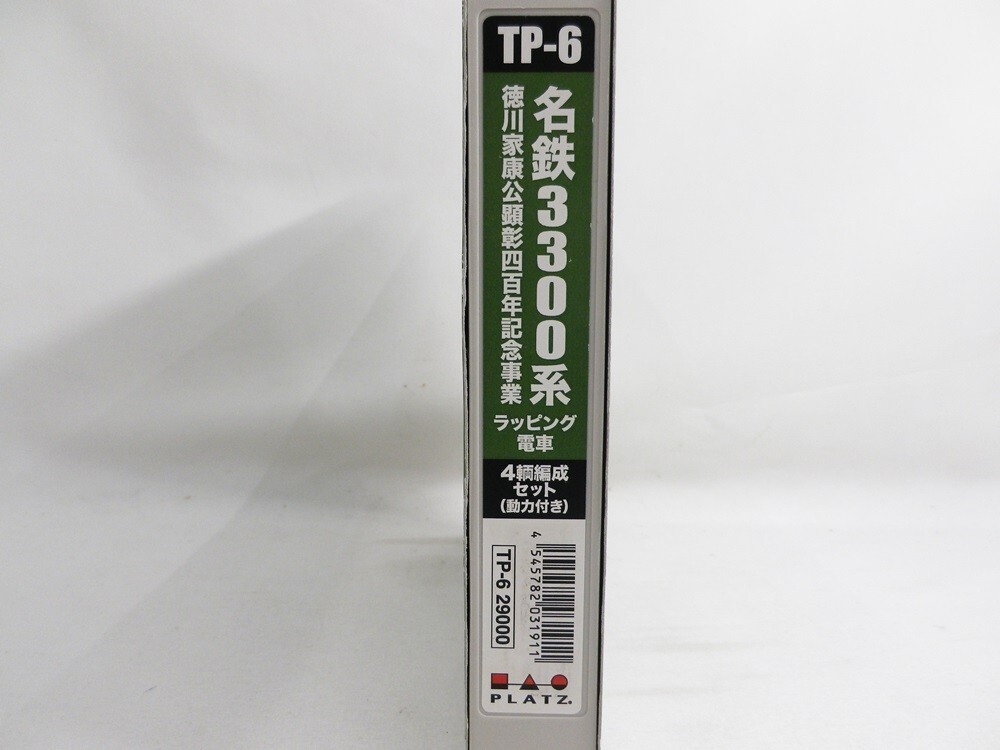 TP-6
名鉄3300系
徳川家康公顕彰四百年記念事業
ラッピング
電車
4輌編成
セット
(動力付き)
4 545782 031911
TP-6 29000
PLATZ.